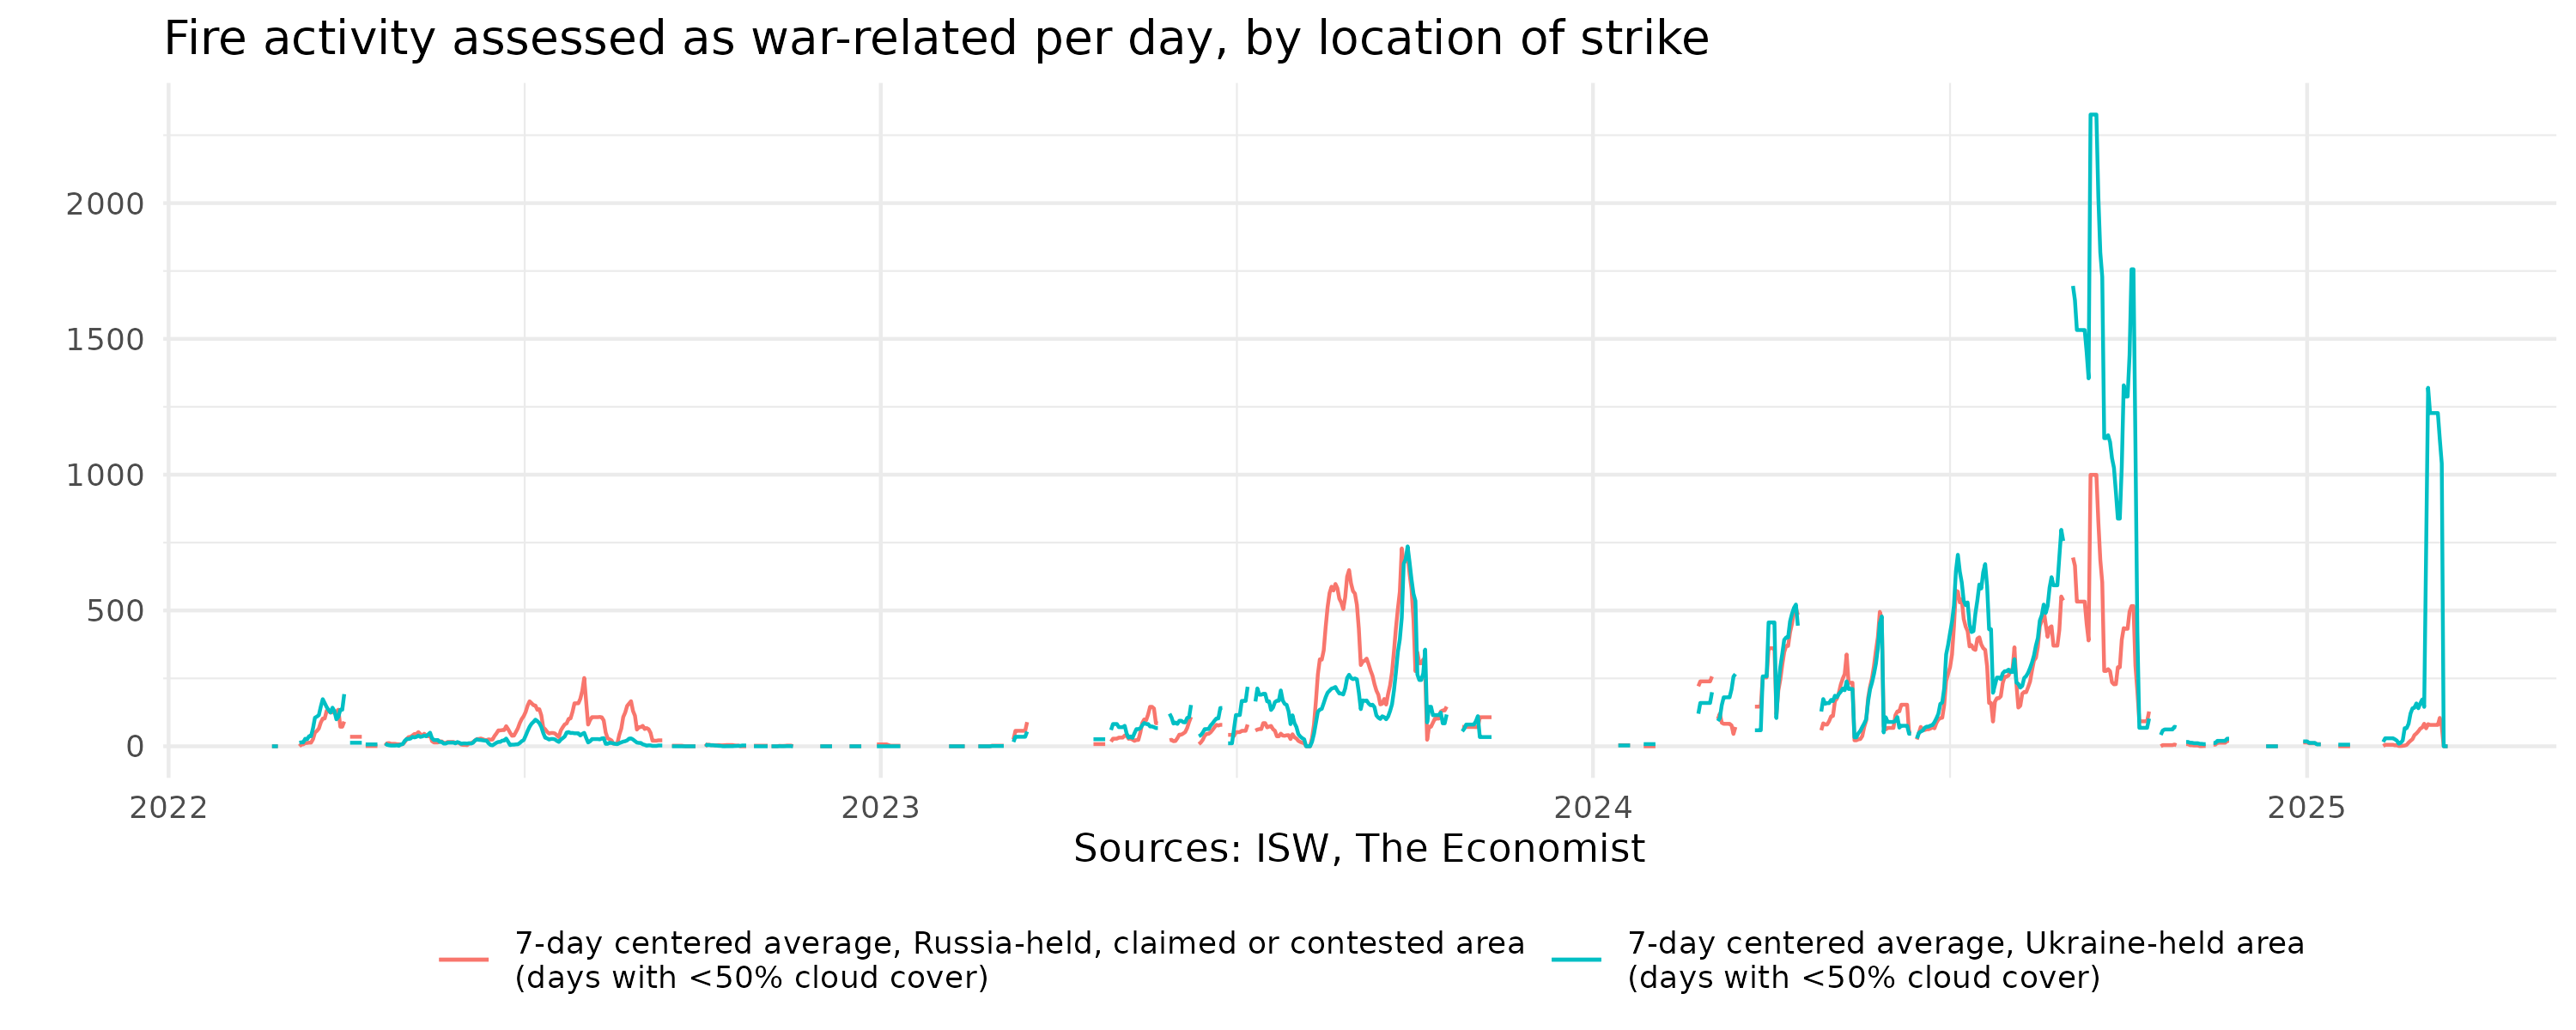 Fire activity assessed as war-related per day, by location of strike
2000
1500
1000
500
0
2022
2023
2024
2025
Sources: ISW, The Economist
7-day centered average, Russia-held, claimed or contested area
(days with <50% cloud cover)
7-day centered average, Ukraine-held area
(days with <50% cloud cover)